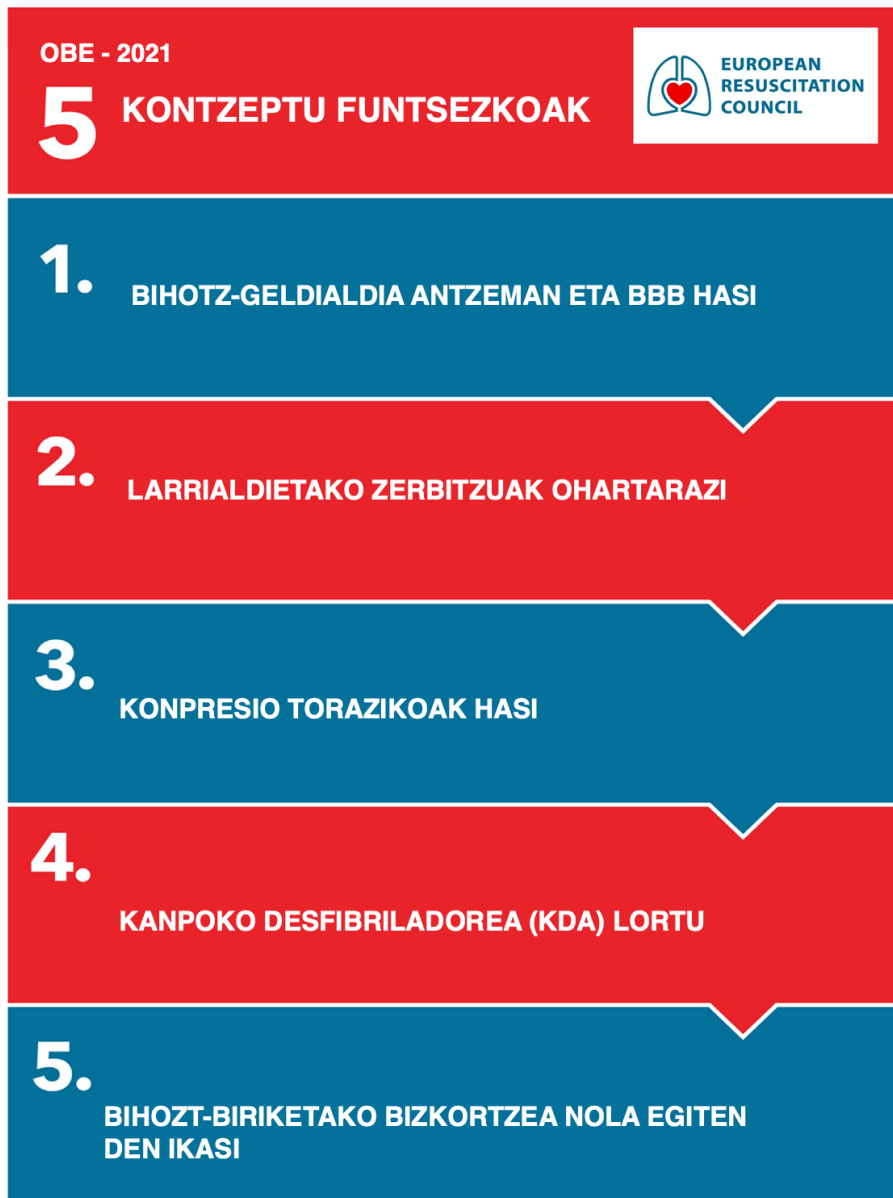 OBE - 2021
5 KONTZEPTU FUNTSEZKOAK
EUROPEAN
RESUSCITATION
COUNCIL
1. BIHOTZ-GELDIALDIA ANTZEMAN ETA BBB HASI
2. LARRIALDIETAKO ZERBITZUAK OHARTARAZI
3. KONPRESIO TORAZIKOAK HASI
4. KANPOKO DESFIBRILADOREA (KDA) LORTU
5. BIHOZT-BIRIKETAKO BIZKORTZEA NOLA EGITEN
DEN IKASI